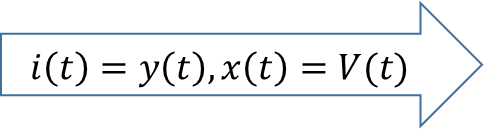 i(t) = y(t), x(t) = V(t)